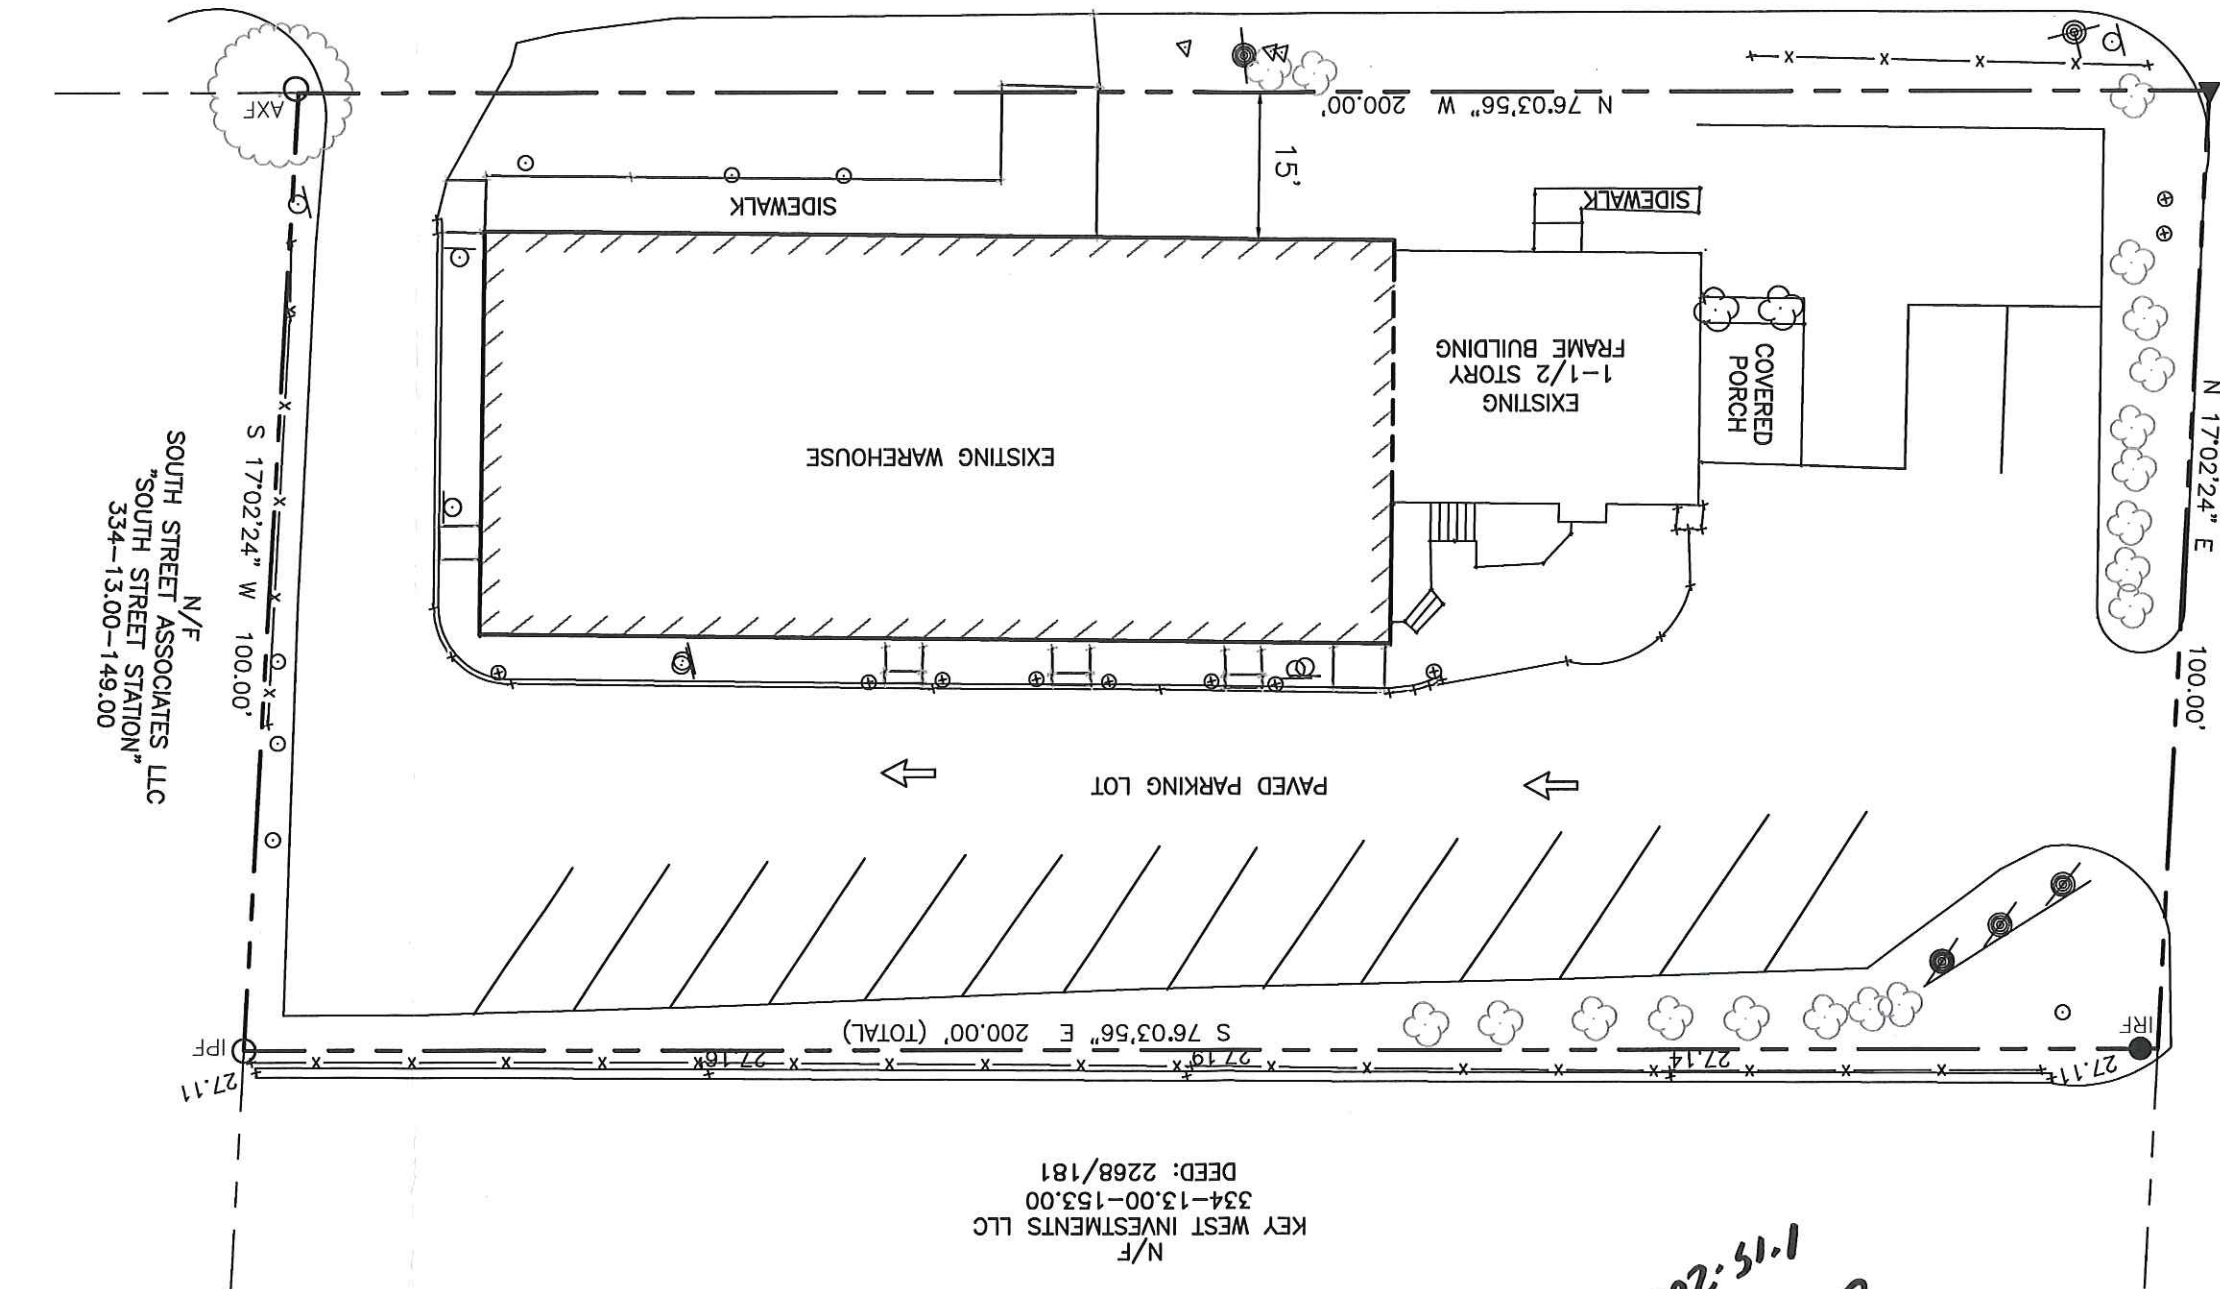 N/F
KEY WEST INVESTMENTS LLC
334-13.00-153.00
DEED: 2268/181
27.11
27.14
27.19
27.16
27.11
IRF
IPF
S 76°03'56" E 200.00' (TOTAL)
PAVED PARKING LOT
EXISTING WAREHOUSE
EXISTING
1-1/2 STORY
FRAME BUILDING
COVERED
PORCH
SIDEWALK
SIDEWALK
15'
N 76°03'56" W 200.00'
AXF
N 17°02'24" E 100.00'
S 17°02'24" W 100.00'
N/F
SOUTH STREET ASSOCIATES LLC
"SOUTH STREET STATION"
334-13.00-149.00